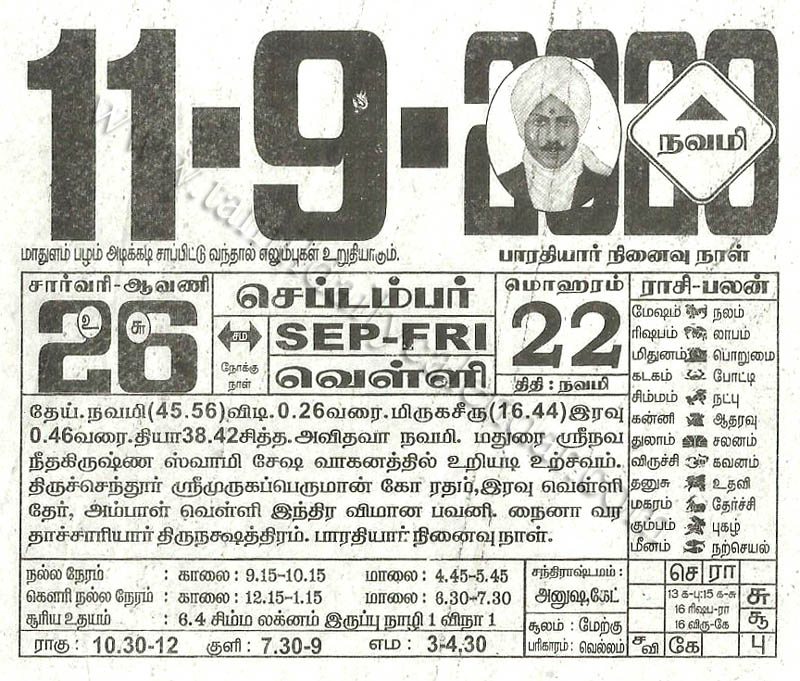 11-9-2020
நவமி
மாதுளம் பழம் அடிக்கடி சாப்பிட்டு வந்தால் எலும்புகள் உறுதியாகும்.
பாரதியார் நினைவு நாள்
சார்வரி-ஆவணி
26
உ
சு
சம
நோக்கு
நாள்
செப்டம்பர்
SEP-FRI
வெள்ளி
மொஹரம்
22
திதி : நவமி
தேய். நவமி(45.56)விடி.0.26வரை.மிருகசீரு(16.44)இரவு
0.46வரை.தியா38.42சித்த.அவிதவா நவமி. மதுரை ஸ்ரீநவ
நீதகிருஷ்ண ஸ்வாமி சேஷ வாகனத்தில் உறியடி உற்சவம்.
திருச்செந்தூர் ஸ்ரீமுருகப்பெருமான் கோ ரதம்,இரவு வெள்ளி
தேர், அம்பாள் வெள்ளி இந்திர விமான பவனி. நைனா வர
தாச்சாரியார் திருநக்ஷத்திரம். பாரதியார் நினைவு நாள்.
ராசி-பலன்
மேஷம் நலம்
ரிஷபம் லாபம்
மிதுனம் பொறுமை
கடகம் போட்டி
சிம்மம் நட்பு
கன்னி ஆதரவு
துலாம் சலனம்
விருச்சி கவனம்
தனுசு உதவி
மகரம் தேர்ச்சி
கும்பம் புகழ்
மீனம் நற்செயல்
நல்ல நேரம் : காலை : 9.15-10.15 மாலை : 4.45-5.45
கௌரி நல்ல நேரம் : காலை : 12.15-1.15 மாலை : 6.30-7.30
சூரிய உதயம் : 6.4 சிம்ம லக்னம் இருப்பு நாழி 1 விநா 1
ராகு : 10.30-12 குளி : 7.30-9 எம : 3-4.30
சந்திராஷ்டமம் :
அனுஷ,கேட்
சூலம் : மேற்கு
பரிகாரம் : வெல்லம்
செ ரா
13 க-பு;15 க-சு
16 ரிஷப-ரா
16 விரு-கே
சு
சூ
ச
வி
கே
பு